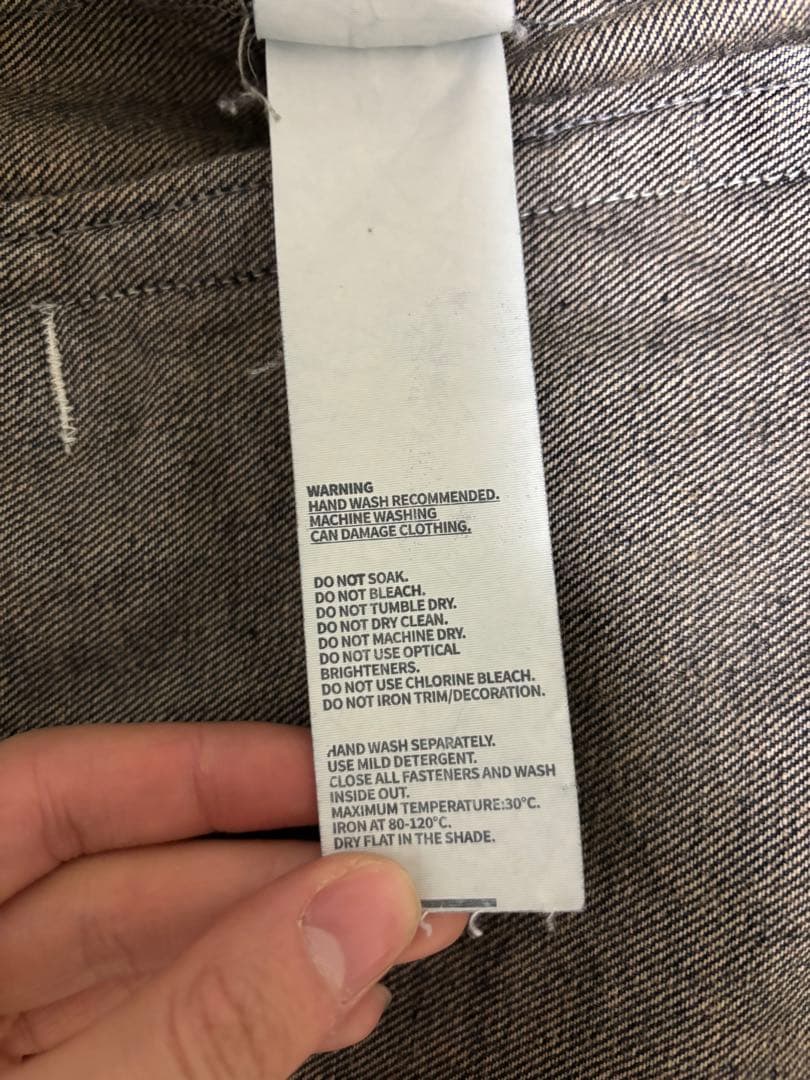 WARNING
HAND WASH RECOMMENDED.
MACHINE WASHING
CAN DAMAGE CLOTHING.
DO NOT SOAK.
DO NOT BLEACH.
DO NOT TUMBLE DRY.
DO NOT DRY CLEAN.
DO NOT MACHINE DRY.
DO NOT USE OPTICAL
BRIGHTENERS.
DO NOT USE CHLORINE BLEACH.
DO NOT IRON TRIM/DECORATION.
HAND WASH SEPARATELY.
USE MILD DETERGENT.
CLOSE ALL FASTENERS AND WASH
INSIDE OUT.
MAXIMUM TEMPERATURE:30°C.
IRON AT 80-120°C.
DRY FLAT IN THE SHADE.